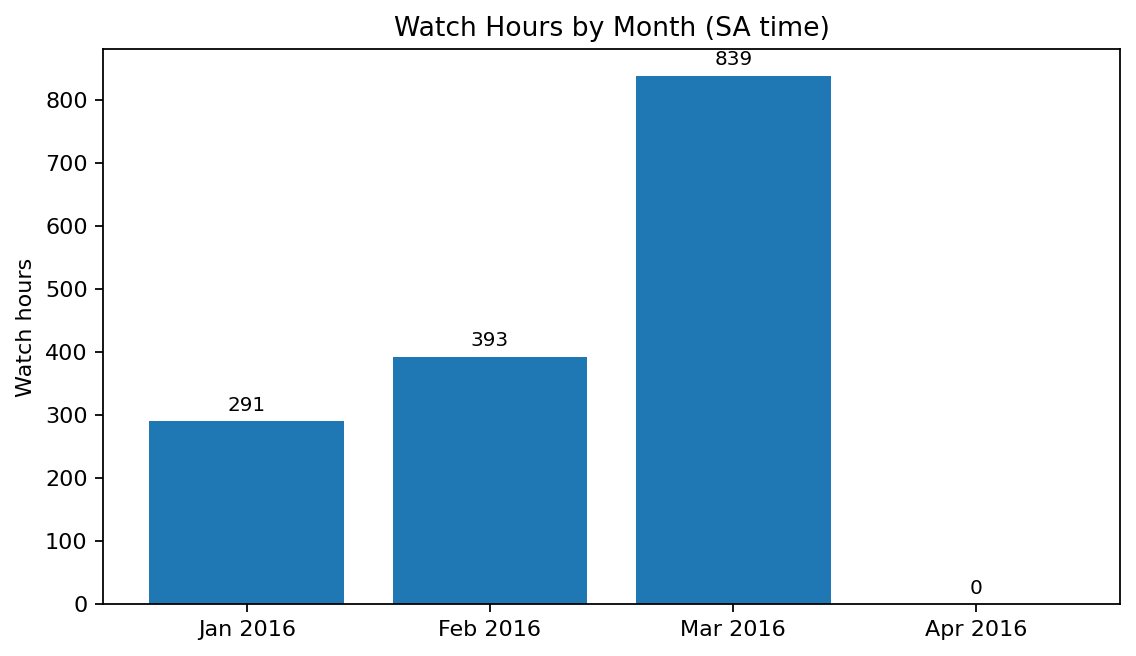 Watch Hours by Month (SA time)
839
800
700
600
500
400
300
200
100
0
Watch hours
291
393
0
Jan 2016
Feb 2016
Mar 2016
Apr 2016